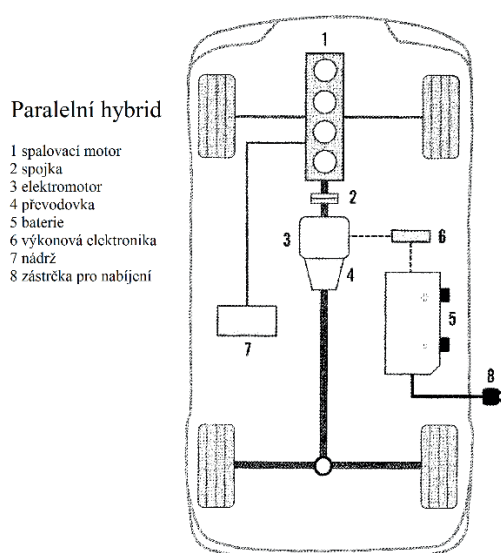 Paralelní hybrid
1 spalovací motor
2 spojka
3 elektromotor
4 převodovka
5 baterie
6 výkonová elektronika
7 nádrž
8 zástrčka pro nabíjení
1
2
3
6
4
5
7
8